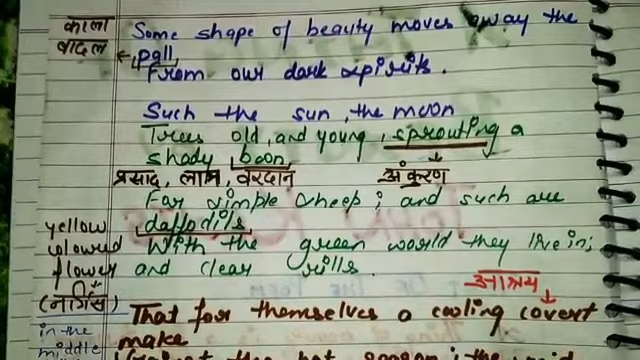 काला
बादल
Some shape of beauty moves away the
pall
From our dark spirits.
Such the sun, the moon
Trees old, and young, sprouting a
shady boon
प्रसाद, लाभ, वरदान
अंकुरण
For simple sheep; and such are
yellow
daffodils
coloured
With the green world they live in;
flower
and clear rills.
(नर्गिस)
आश्रय
That for themselves a cooling covert
make
in the
middle